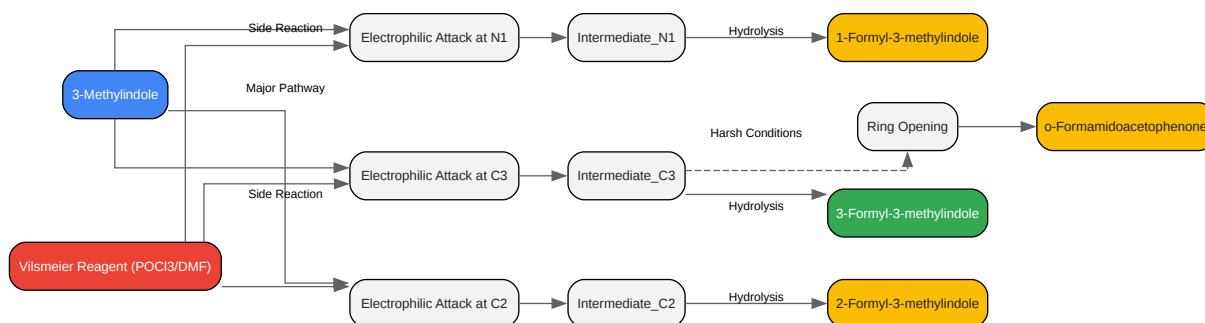 Side Reaction
Electrophilic Attack at N1
Intermediate_N1
Hydrolysis
1-Formyl-3-methylindole
3-Methylindole
Major Pathway
Harsh Conditions
Ring Opening
o-Formamidoacetophenone
Electrophilic Attack at C3
Intermediate_C3
Side Reaction
Hydrolysis
3-Formyl-3-methylindole
Vilsmeier Reagent (POCl3/DMF)
Electrophilic Attack at C2
Intermediate_C2
Hydrolysis
2-Formyl-3-methylindole